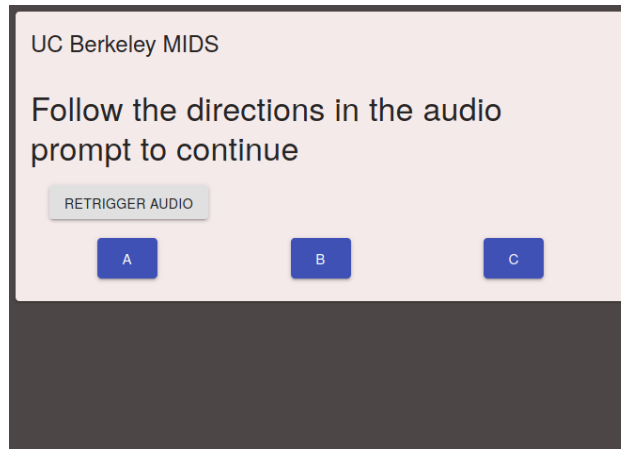 UC Berkeley MIDS
Follow the directions in the audio
prompt to continue
RETRIGGER AUDIO
A B C